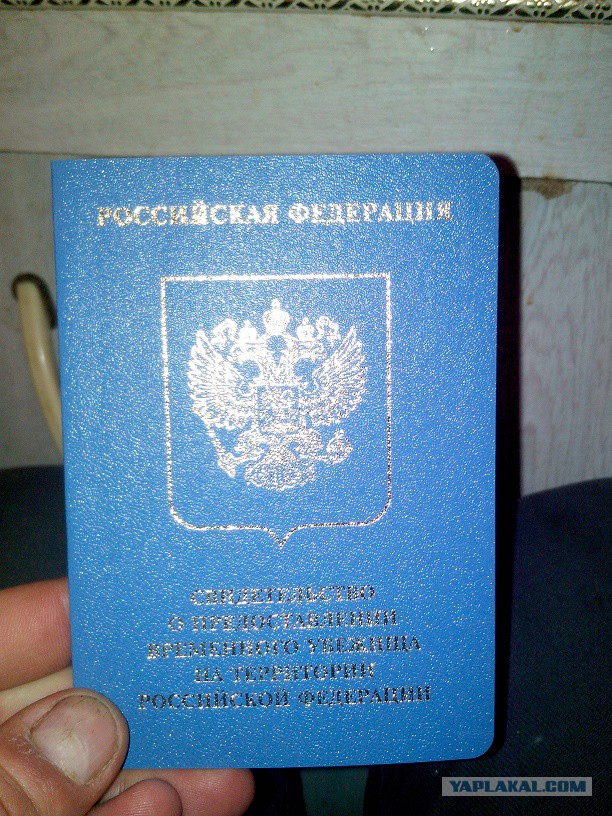 РОССИЙСКАЯ ФЕДЕРАЦИЯ
СВИДЕТЕЛЬСТВО
О ПРЕДОСТАВЛЕНИИ
ВРЕМЕННОГО УБЕЖИЩА
НА ТЕРРИТОРИИ
РОССИЙСКОЙ ФЕДЕРАЦИИ
YAPLAKAL.COM